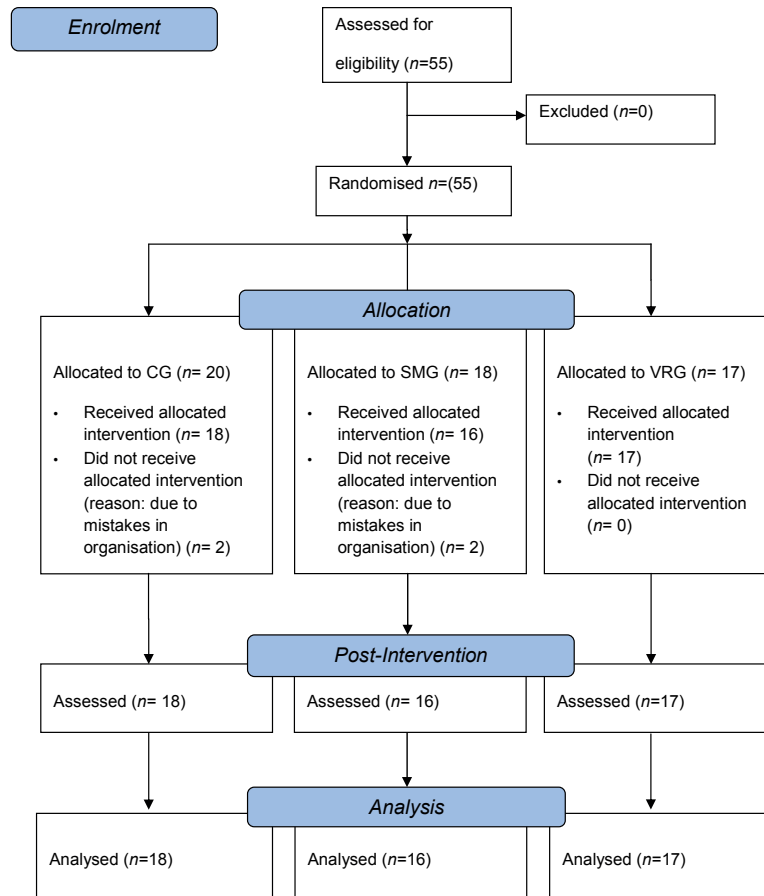 Enrolment
Assessed for
eligibility (n=55)
Excluded (n=0)
Randomised n=(55)
Allocation
Allocated to CG (n= 20)
• Received allocated
intervention (n= 18)
• Did not receive
allocated intervention
(reason: due to
mistakes in
organisation) (n= 2)
Allocated to SMG (n= 18)
• Received allocated
intervention (n= 16)
• Did not receive
allocated intervention
(reason: due to
mistakes in
organisation) (n= 2)
Allocated to VRG (n= 17)
• Received allocated
intervention
(n= 17)
• Did not receive
allocated intervention
(n= 0)
Post-Intervention
Assessed (n= 18)
Assessed (n= 16)
Assessed (n=17)
Analysis
Analysed (n=18)
Analysed (n=16)
Analysed (n=17)